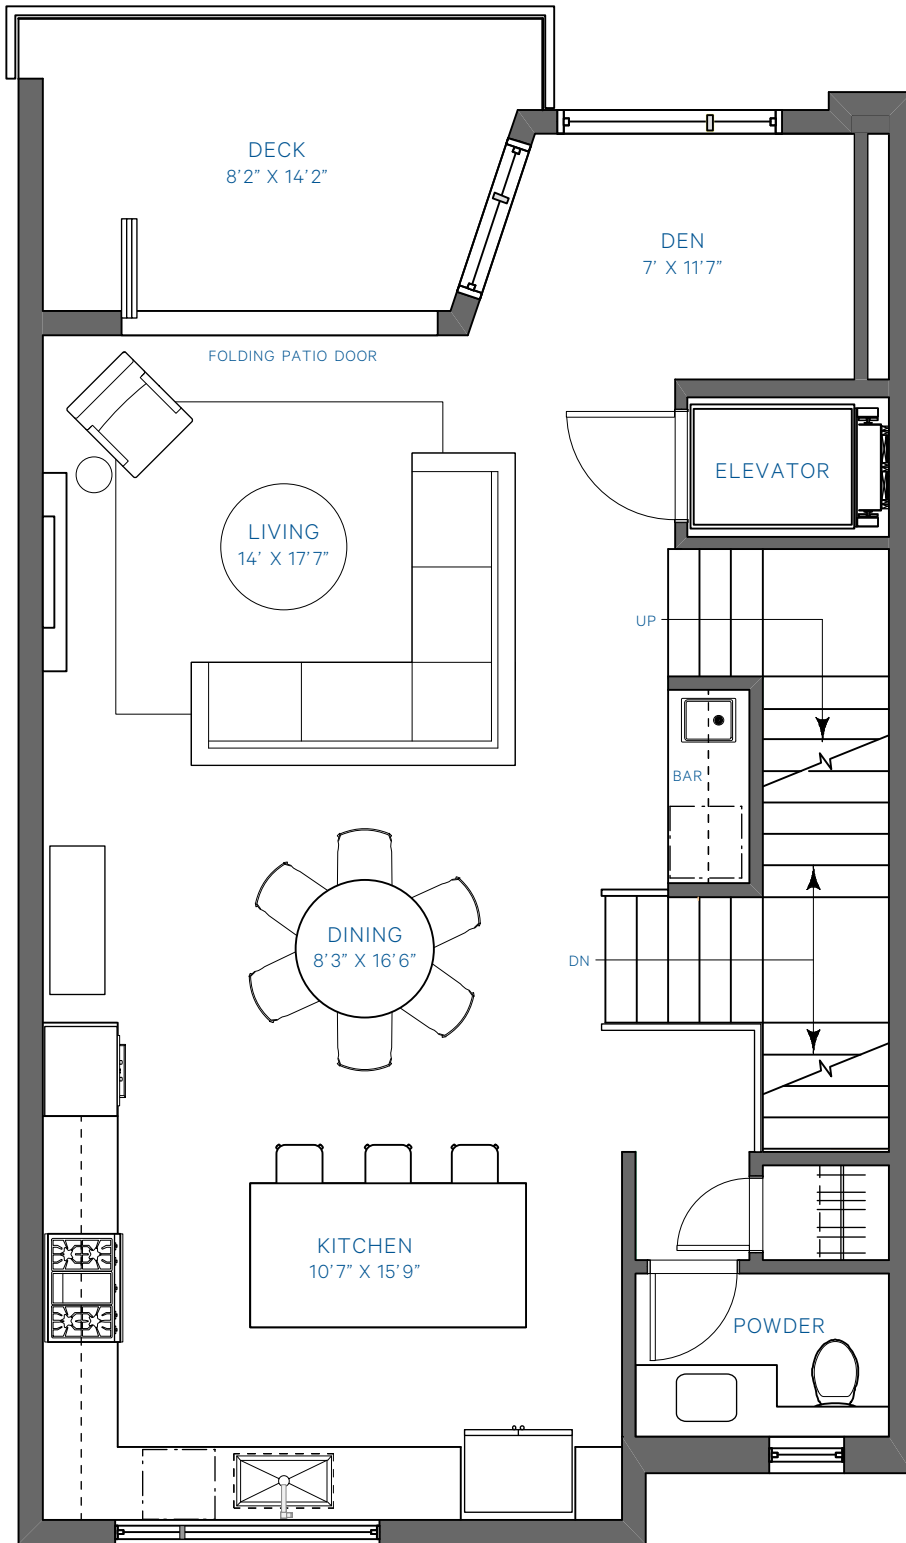 DECK
8'2" X 14'2"
DEN
7' X 11'7"
FOLDING PATIO DOOR
ELEVATOR
LIVING
14' X 17'7"
UP
BAR
DINING
8'3" X 16'6"
DN
KITCHEN
10'7" X 15'9"
POWDER